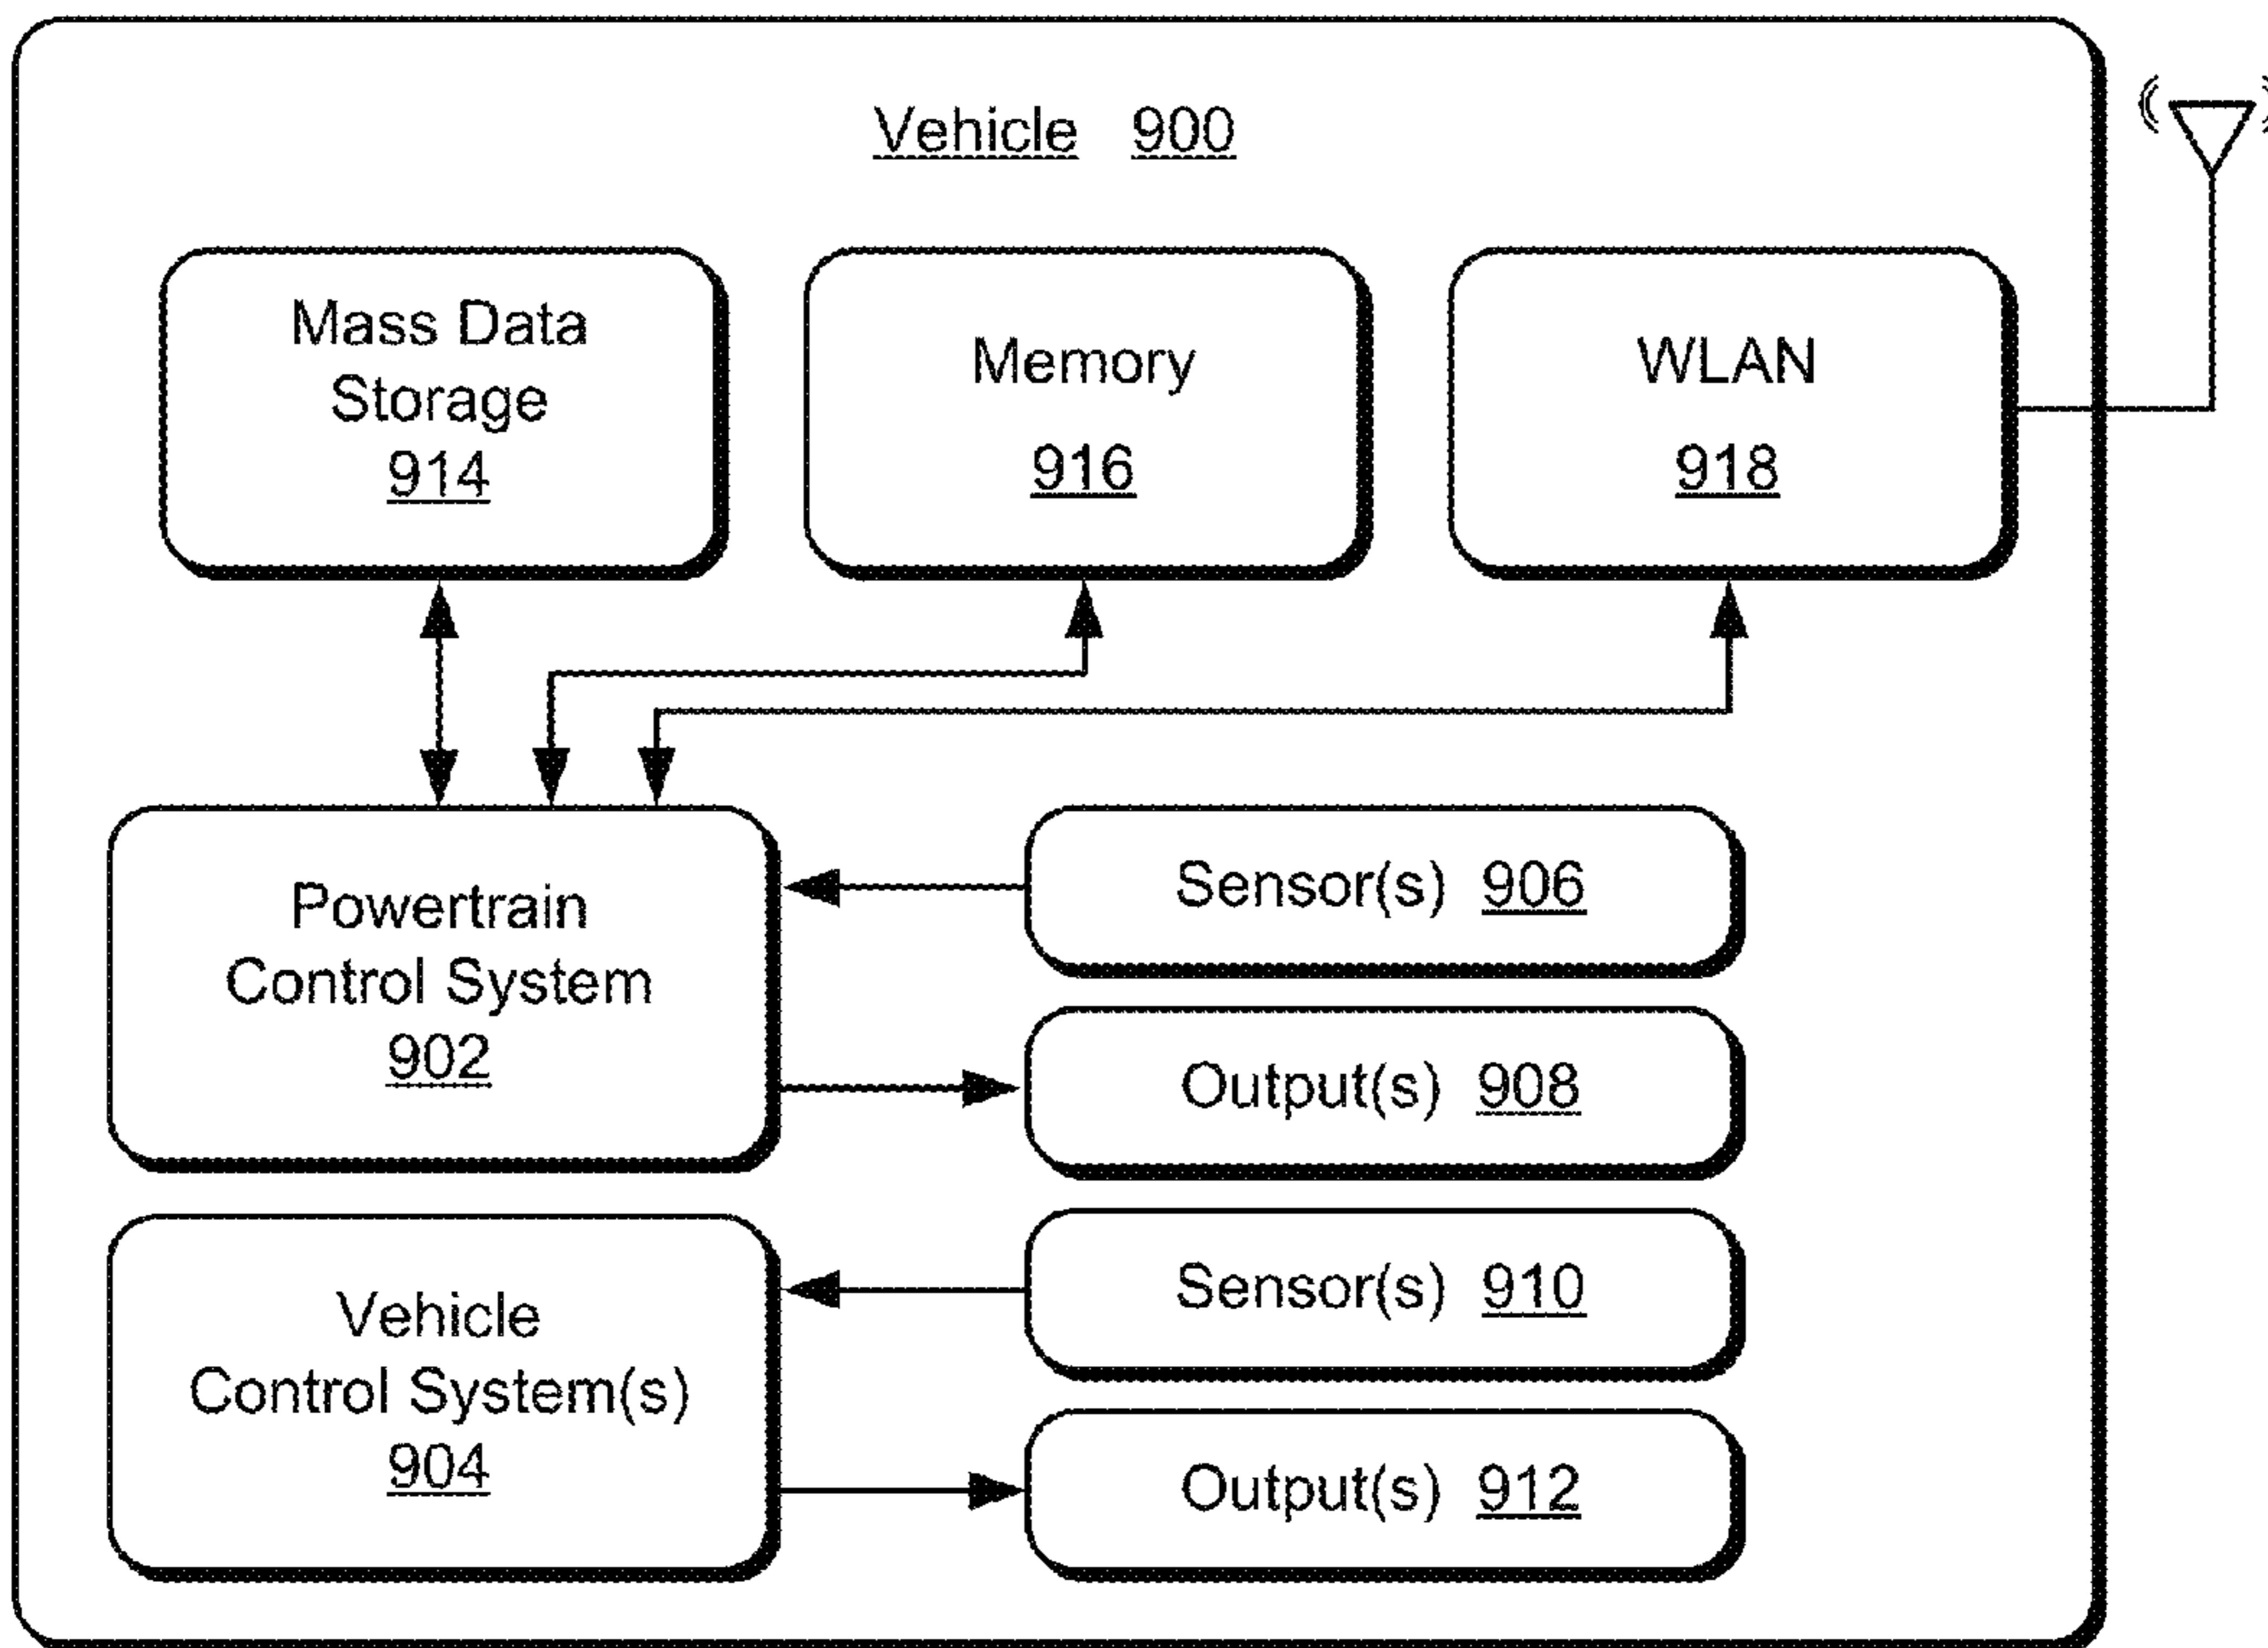 Vehicle 900
Mass Data
Storage
914
Memory
916
WLAN
918
Powertrain
Control System
902
Sensor(s) 906
Output(s) 908
Vehicle
Control System(s)
904
Sensor(s) 910
Output(s) 912